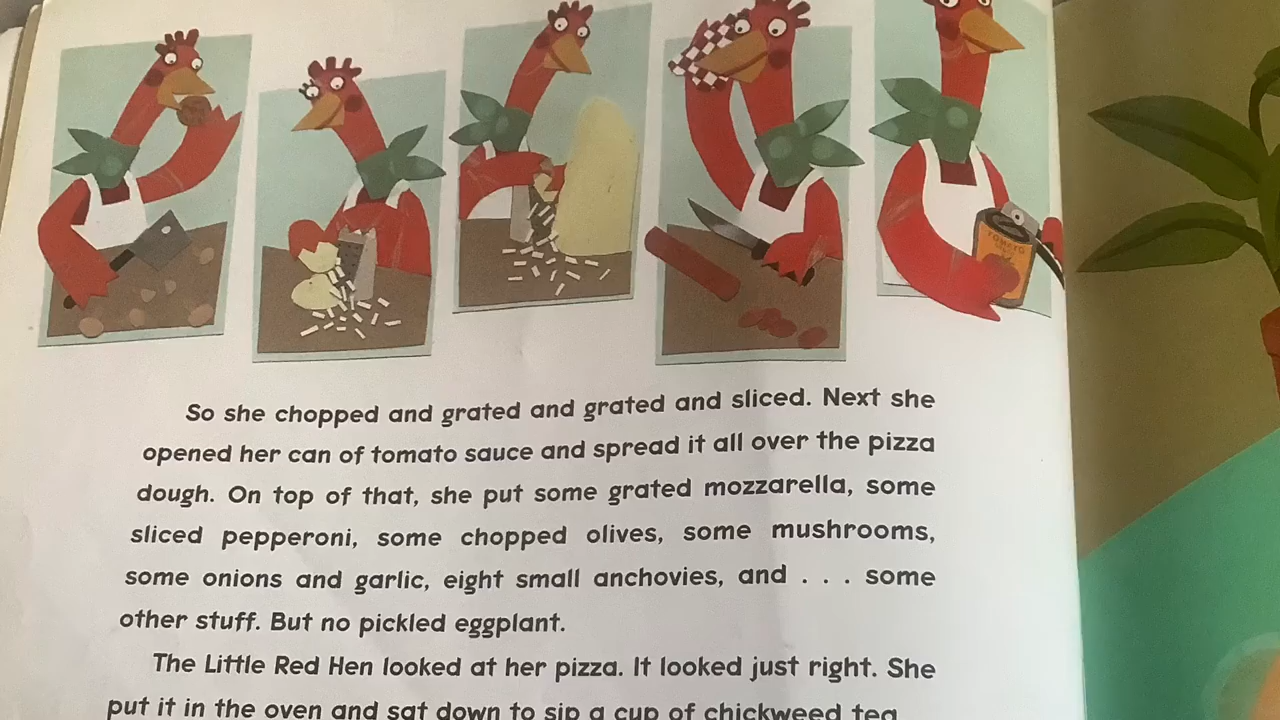 TOMATO
So she chopped and grated and grated and sliced. Next she
opened her can of tomato sauce and spread it all over the pizza
dough. On top of that, she put some grated mozzarella, some
sliced pepperoni, some chopped olives, some mushrooms,
some onions and garlic, eight small anchovies, and . . . some
other stuff. But no pickled eggplant.
The Little Red Hen looked at her pizza. It looked just right. She
put it in the oven and sat down to sip a cup of chickweed tea